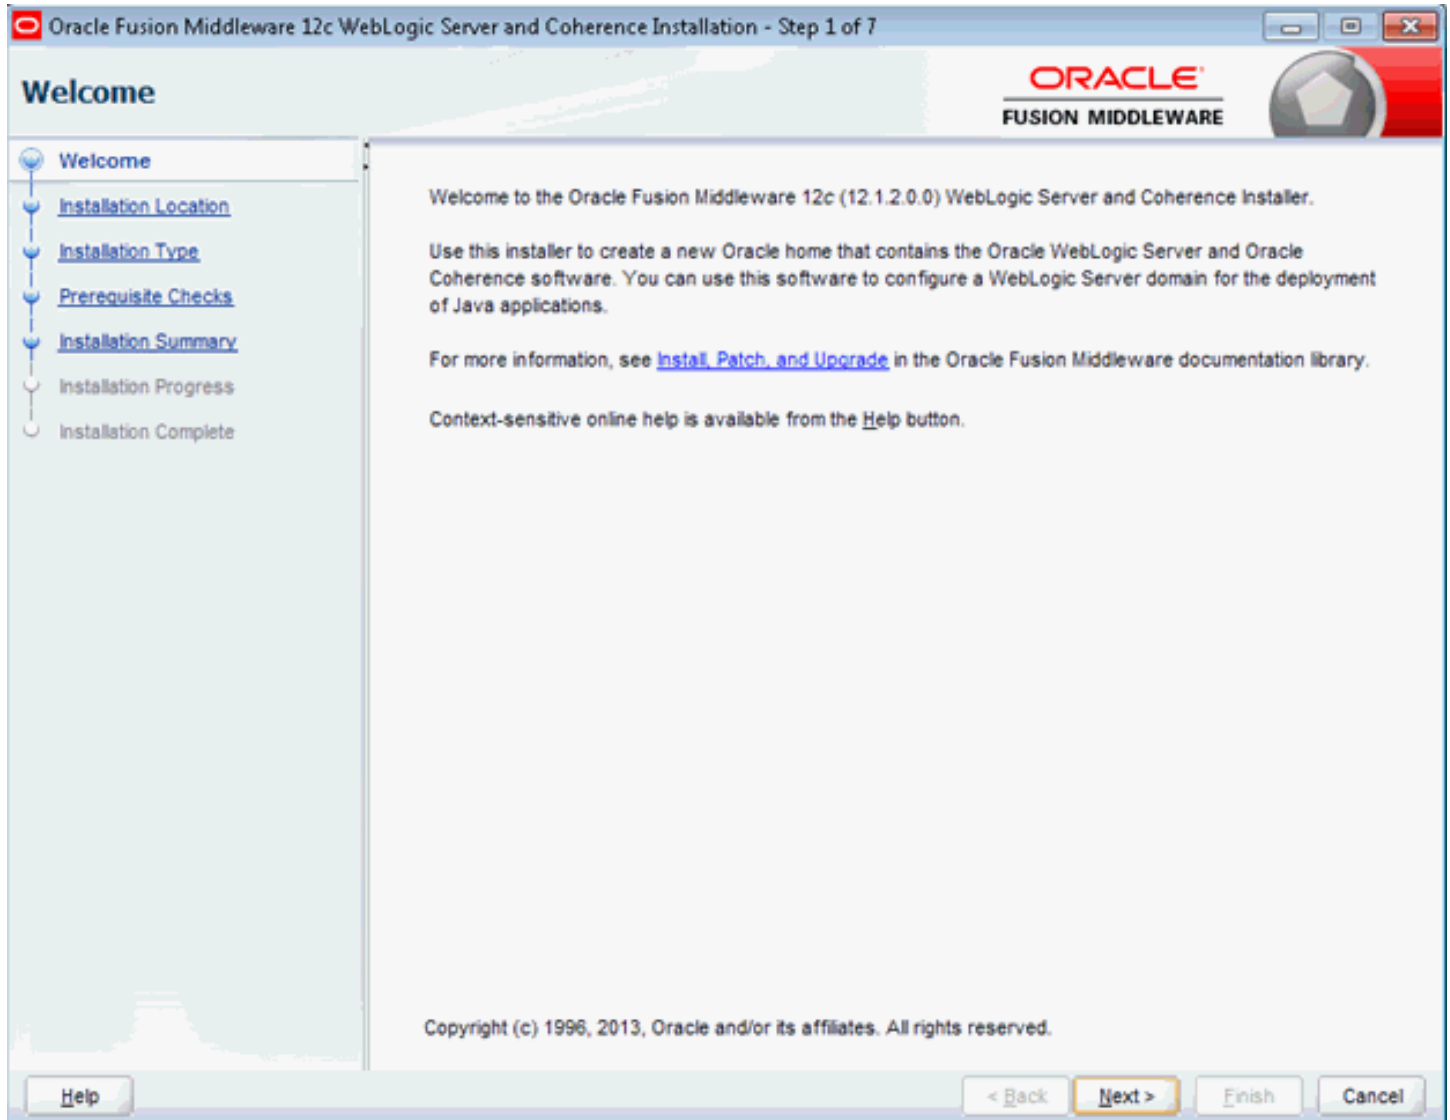 Oracle Fusion Middleware 12c WebLogic Server and Coherence Installation - Step 1 of 7
Welcome
ORACLE
FUSION MIDDLEWARE
Welcome
Installation Location
Installation Type
Prerequisite Checks
Installation Summary
Installation Progress
Installation Complete
Welcome to the Oracle Fusion Middleware 12c (12.1.2.0.0) WebLogic Server and Coherence Installer.
Use this installer to create a new Oracle home that contains the Oracle WebLogic Server and Oracle
Coherence software. You can use this software to configure a WebLogic Server domain for the deployment
of Java applications.
For more information, see Install, Patch, and Upgrade in the Oracle Fusion Middleware documentation library.
Context-sensitive online help is available from the Help button.
Copyright (c) 1996, 2013, Oracle and/or its affiliates. All rights reserved.
Help
< Back
Next >
Finish
Cancel